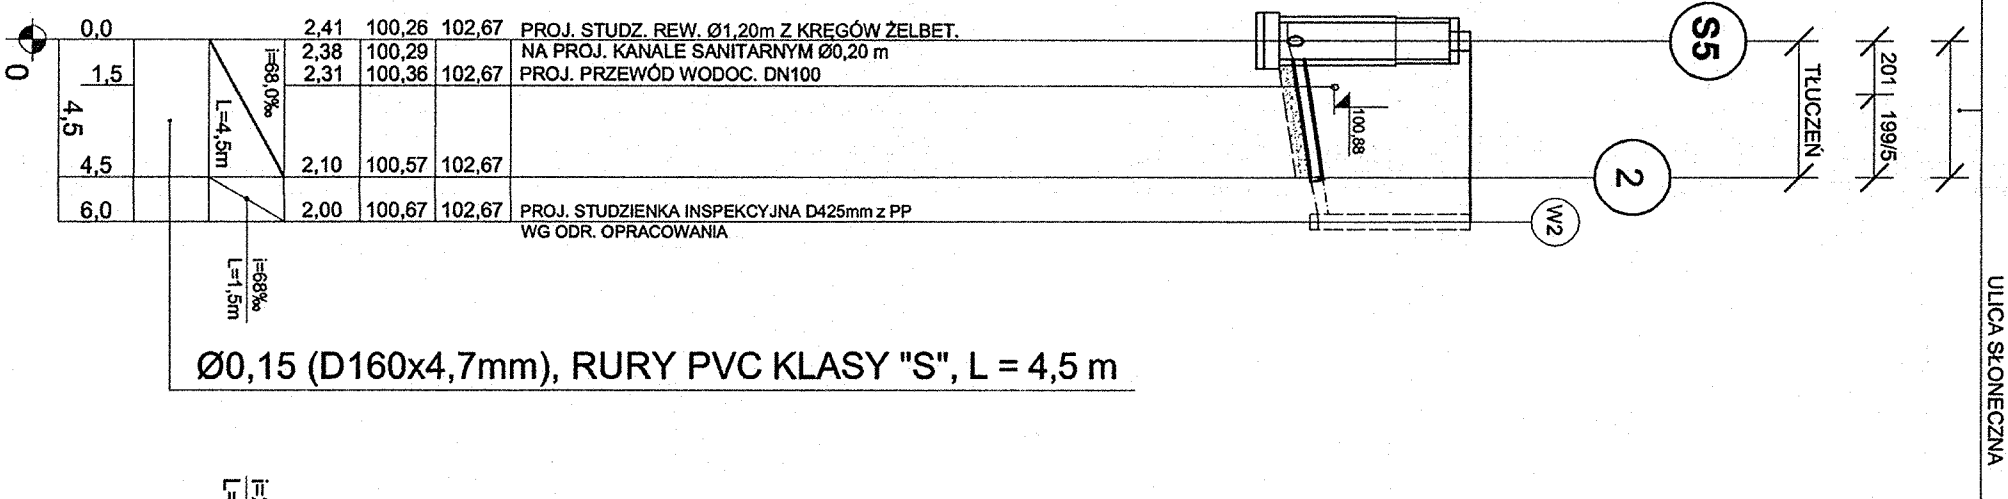 0,0 2,41 100,26 102,67 PROJ. STUDZ. REW. Ø1,20m Z KRĘGÓW ŻELBET.
2,38 100,29 NA PROJ. KANALE SANITARNYM Ø0,20 m
1,5 2,31 100,36 102,67 PROJ. PRZEWÓD WODOC. DN100
4,5 2,10 100,57 102,67
6,0 2,00 100,67 102,67 PROJ. STUDZIENKA INSPEKCYJNA D425mm z PP
WG ODR. OPRACOWANIA
0
4,5
i=68,0‰
L=4,5m
i=68‰
L=1,5m
Ø0,15 (D160x4,7mm), RURY PVC KLASY "S", L = 4,5 m
100,88
S5
2
W2
TŁUCZEŃ
201 199/5
ULICA SŁONECZNA
L=